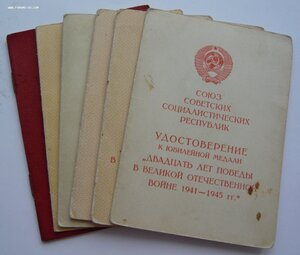 СОЮЗ
СОВЕТСКИХ
СОЦИАЛИСТИЧЕСКИХ
РЕСПУБЛИК
УДОСТОВЕРЕНИЕ
К ЮБИЛЕЙНОЙ МЕДАЛИ
„ДВАДЦАТЬ ЛЕТ ПОБЕДЫ
В ВЕЛИКОЙ ОТЕЧЕСТВЕННОЙ
ВОЙНЕ 1941—1945 гг."